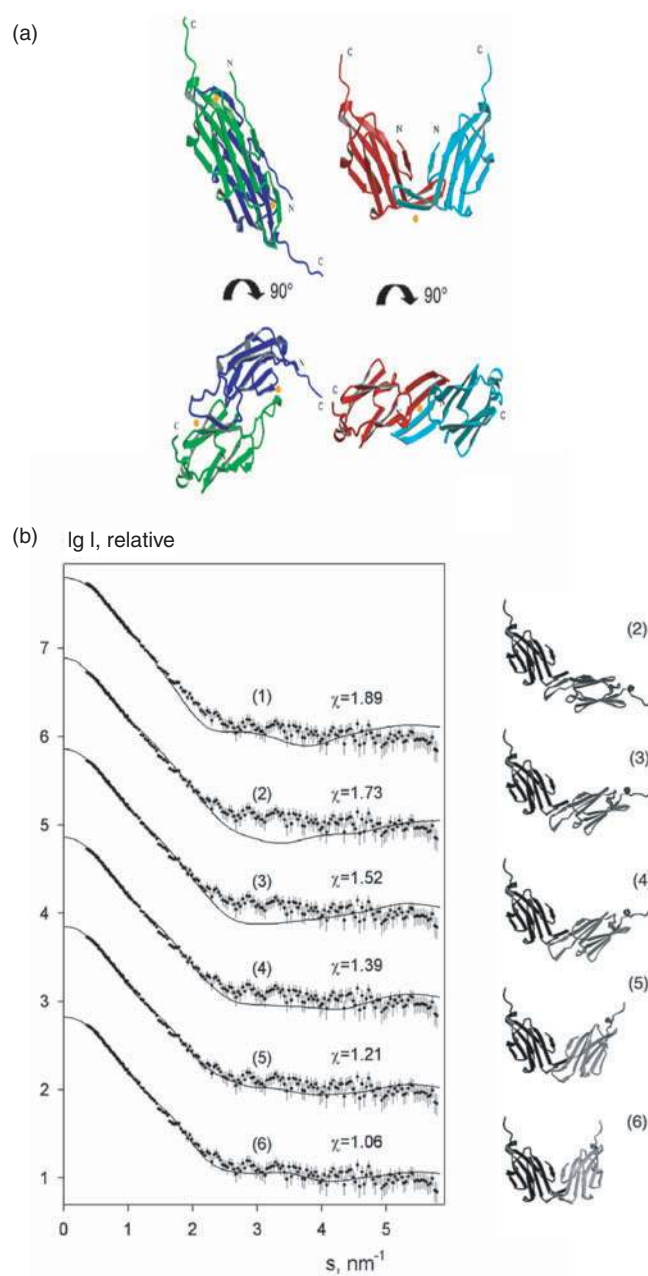 (a)
C
C
C
N
N
N
N
C
90º
90º
N
C
C
C
C
(b)
lg I, relative
7
6
5
4
3
2
1
(1)
χ=1.89
(2)
χ=1.73
(3)
χ=1.52
(4)
χ=1.39
(5)
χ=1.21
(6)
χ=1.06
0
1
2
3
4
5
s, nm⁻¹
(2)
(3)
(4)
(5)
(6)